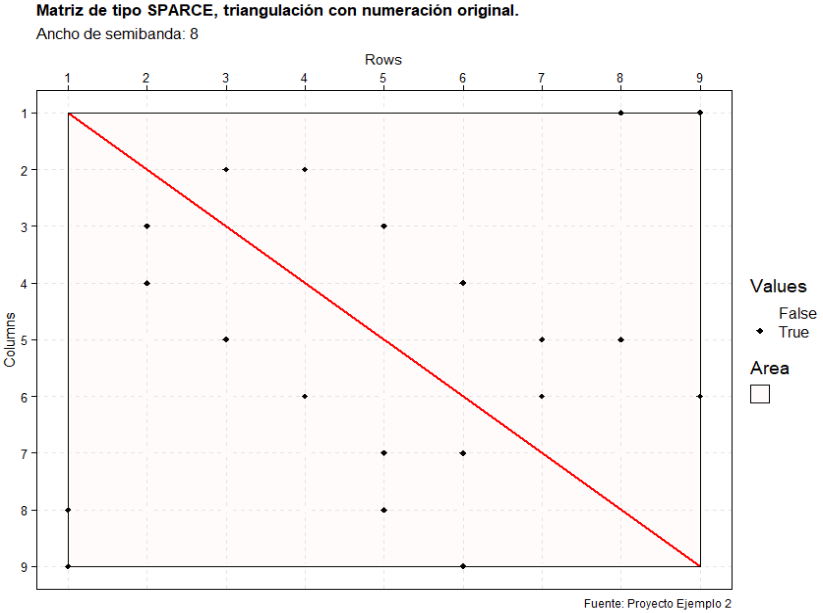 Matriz de tipo SPARCE, triangulación con numeración original.
Ancho de semibanda: 8
Rows
1 2 3 4 5 6 7 8 9
1
2
3
4
5
6
7
8
9
Columns
Values
False
True
Area
Fuente: Proyecto Ejemplo 2